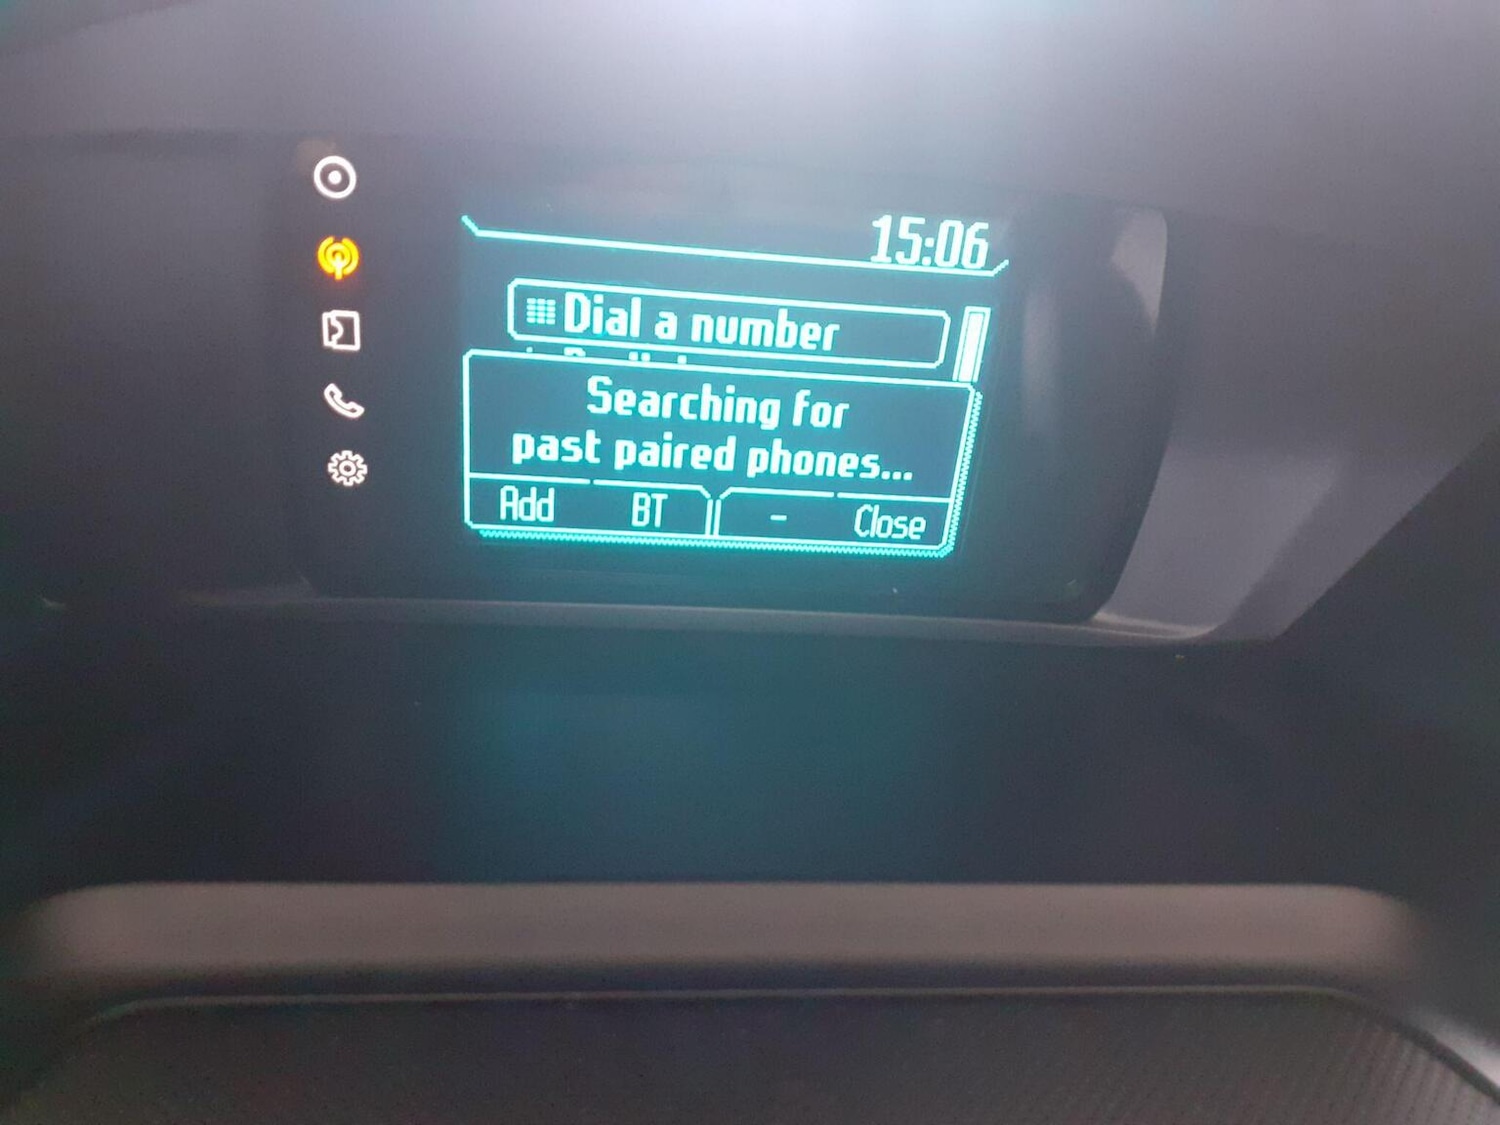 15:06
Dial a number
Searching for
past paired phones...
Add BT - Close